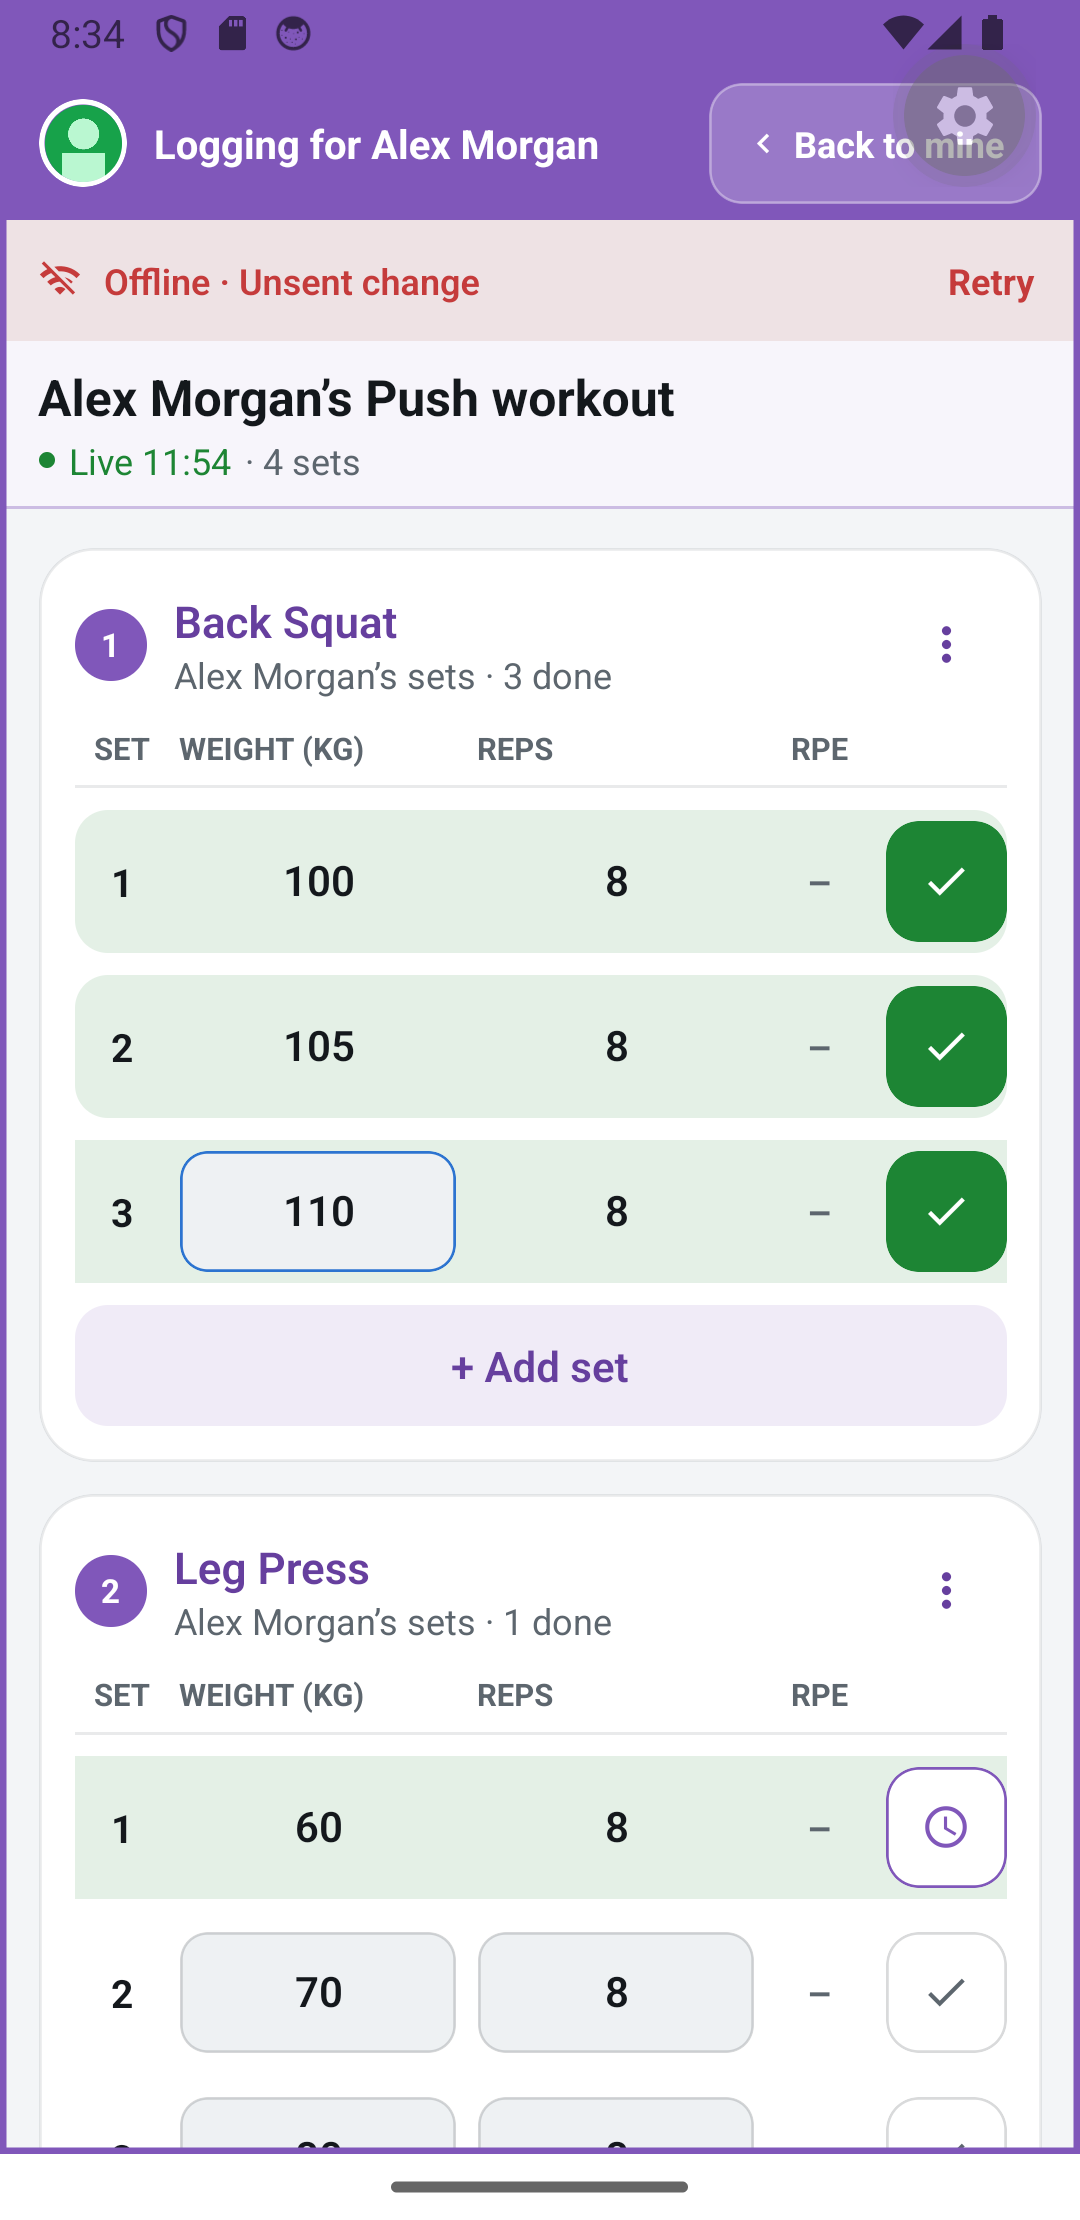 8:34
Logging for Alex Morgan
Back to mine
Offline · Unsent change
Retry
Alex Morgan’s Push workout
Live 11:54 · 4 sets
1
Back Squat
Alex Morgan’s sets · 3 done
SET WEIGHT (KG) REPS RPE
1 100 8 –
2 105 8 –
3 110 8 –
+ Add set
2
Leg Press
Alex Morgan’s sets · 1 done
SET WEIGHT (KG) REPS RPE
1 60 8 –
2 70 8 –